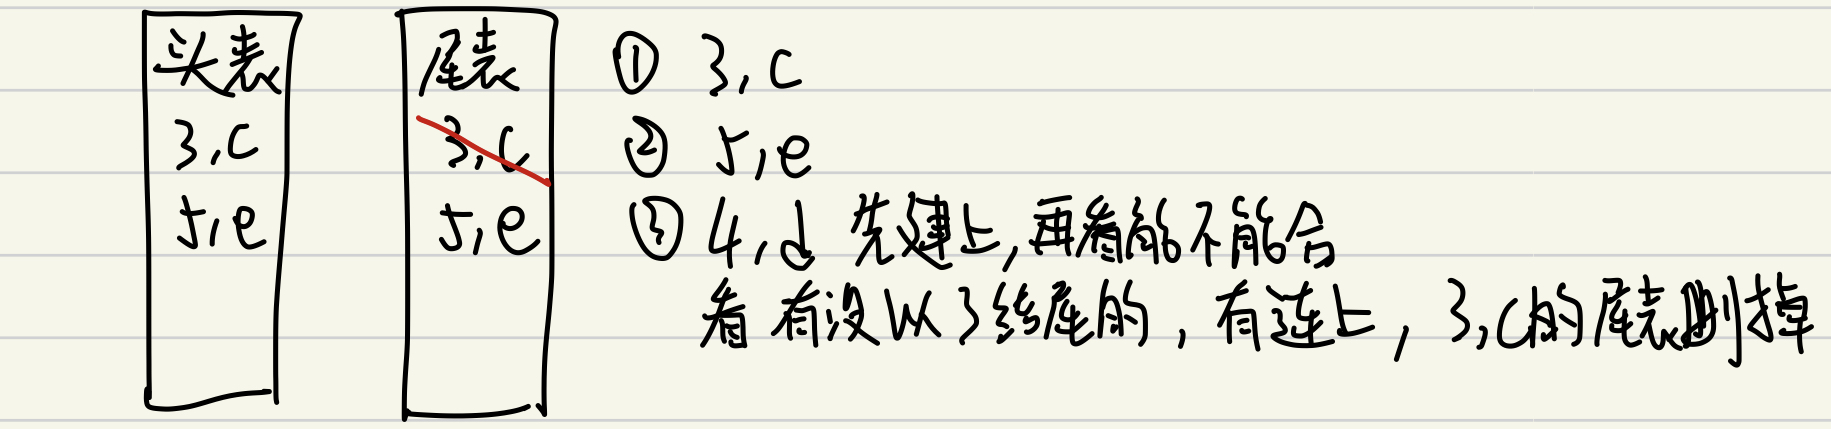 头表
3,c
5,e
尾表
3,c
5,e
① 3,c
② 5,e
③ 4,d 先建上,再看能不能合
看有没以3结尾的,有连上,3,c的尾表删掉